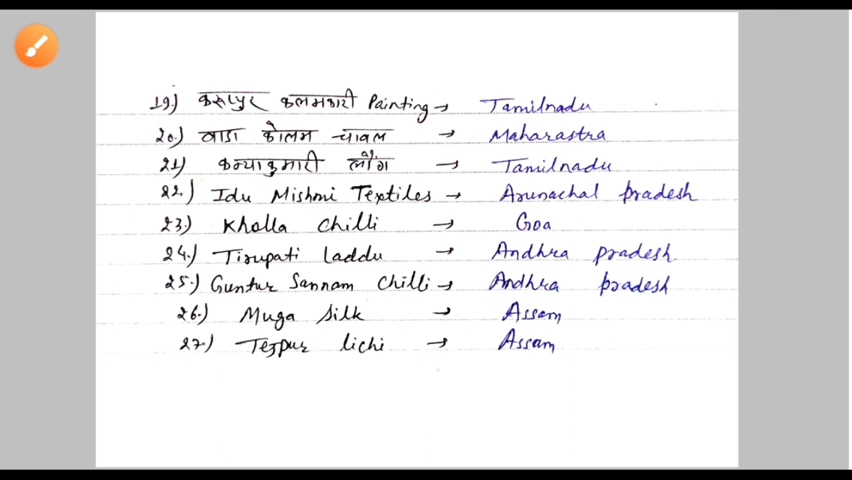 19.) करुप्पुर कलमकारी Painting → Tamilnadu
20.) वाडा कोलम चावल → Maharastra
21) कन्याकुमारी लौंग → Tamilnadu
22.) Idu Mishmi Textiles → Arunachal pradesh
23.) Kholla chilli → Goa
24.) Tirupati Laddu → Andhra pradesh
25.) Guntur Sannam Chilli → Andhra pradesh
26.) Muga Silk → Assam
27.) Tezpur lichi → Assam